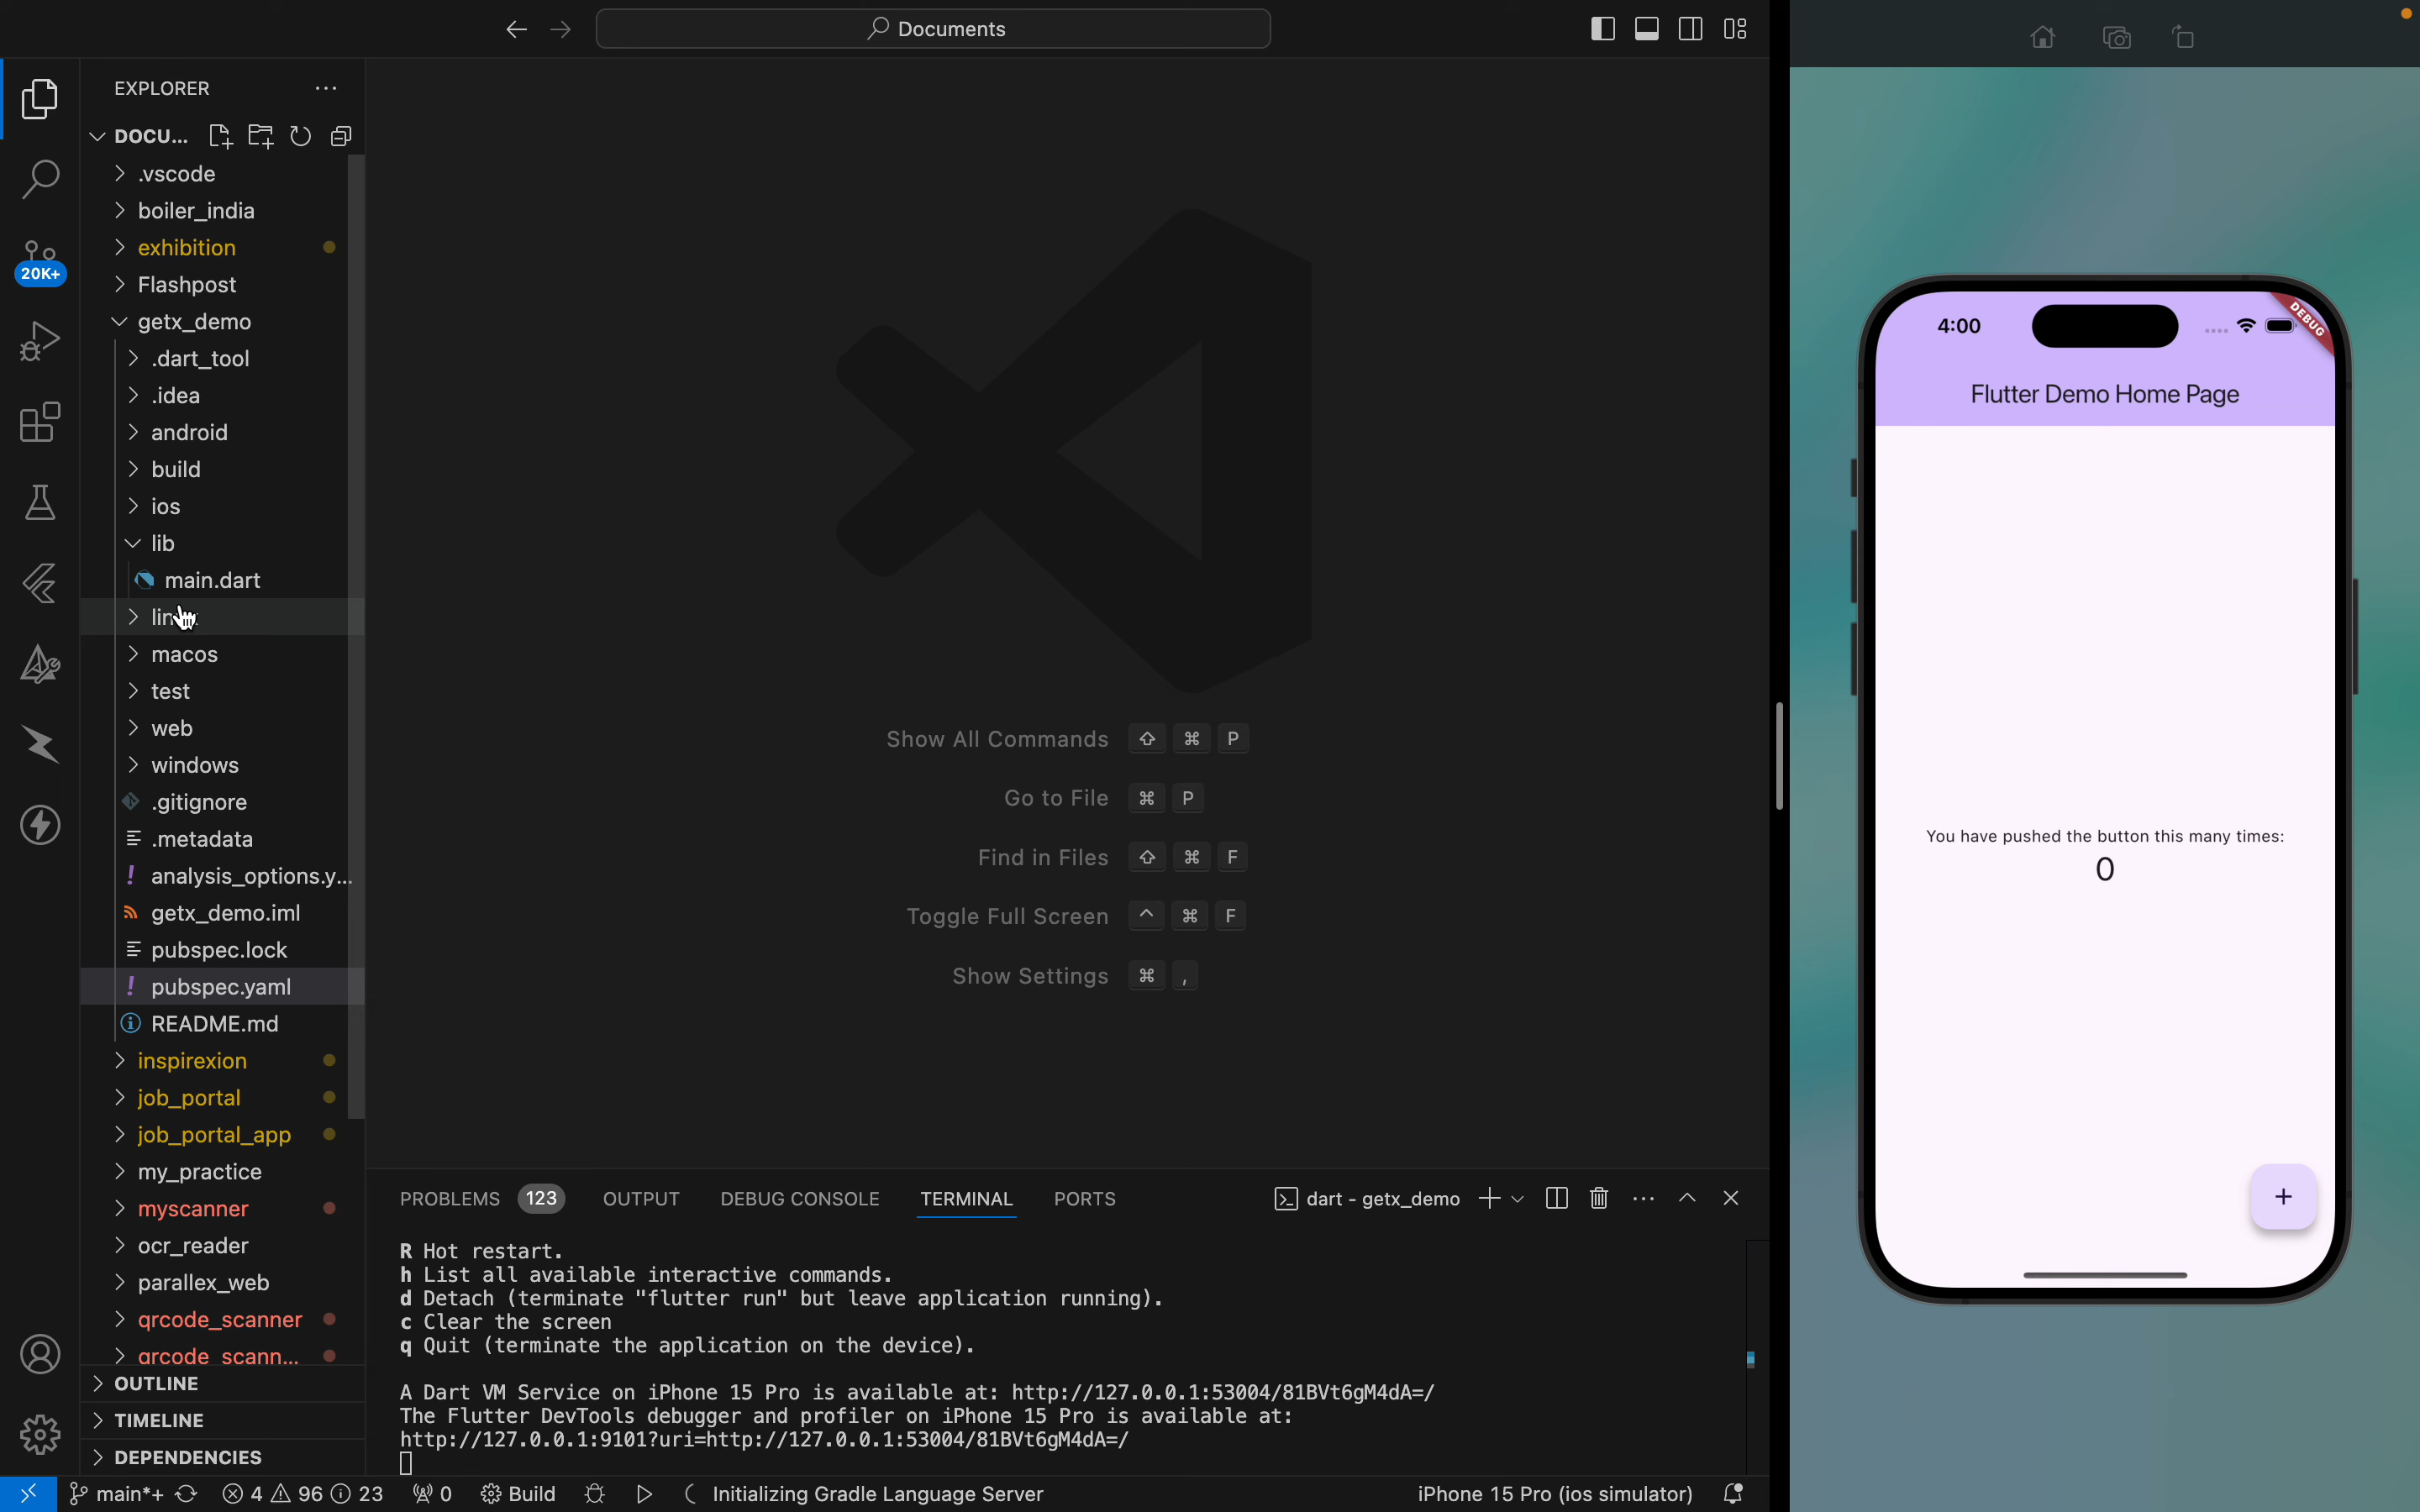 Documents
EXPLORER
DOCU...
.vscode
boiler_india
exhibition
20K+
Flashpost
getx_demo
.dart_tool
.idea
android
build
ios
lib
main.dart
macos
test
web
windows
.gitignore
.metadata
! analysis_options.y...
getx_demo.iml
pubspec.lock
! pubspec.yaml
README.md
inspirexion
job_portal
job_portal_app
my_practice
myscanner
ocr_reader
parallex_web
qrcode_scanner
qrcode_scann...
OUTLINE
TIMELINE
DEPENDENCIES
Show All Commands ⇧ ⌘ P
Go to File ⌘ P
Find in Files ⇧ ⌘ F
Toggle Full Screen ^ ⌘ F
Show Settings ⌘ ,
PROBLEMS 123 OUTPUT DEBUG CONSOLE TERMINAL PORTS
dart - getx_demo
R Hot restart.
h List all available interactive commands.
d Detach (terminate "flutter run" but leave application running).
c Clear the screen
q Quit (terminate the application on the device).
A Dart VM Service on iPhone 15 Pro is available at: http://127.0.0.1:53004/81BVt6gM4dA=/
The Flutter DevTools debugger and profiler on iPhone 15 Pro is available at:
http://127.0.0.1:9101?uri=http://127.0.0.1:53004/81BVt6gM4dA=/
main*+ 4 96 23 0 Build Initializing Gradle Language Server
iPhone 15 Pro (ios simulator)
4:00
DEBUG
Flutter Demo Home Page
You have pushed the button this many times:
0
+